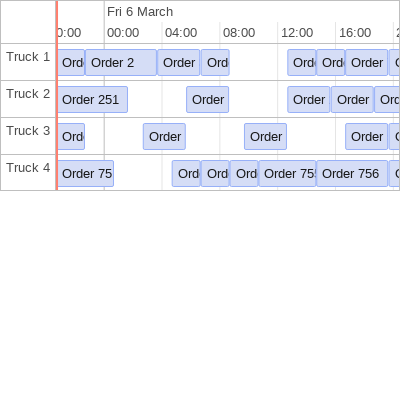 Fri 6 March
0:00 00:00 04:00 08:00 12:00 16:00 2
Truck 1 Ord Order 2 Order Ord Ord Ord Order
Truck 2 Order 251 Order Order Order Ord
Truck 3 Ord Order Order Order
Truck 4 Order 75 Ord Ord Ord Order 75 Order 756